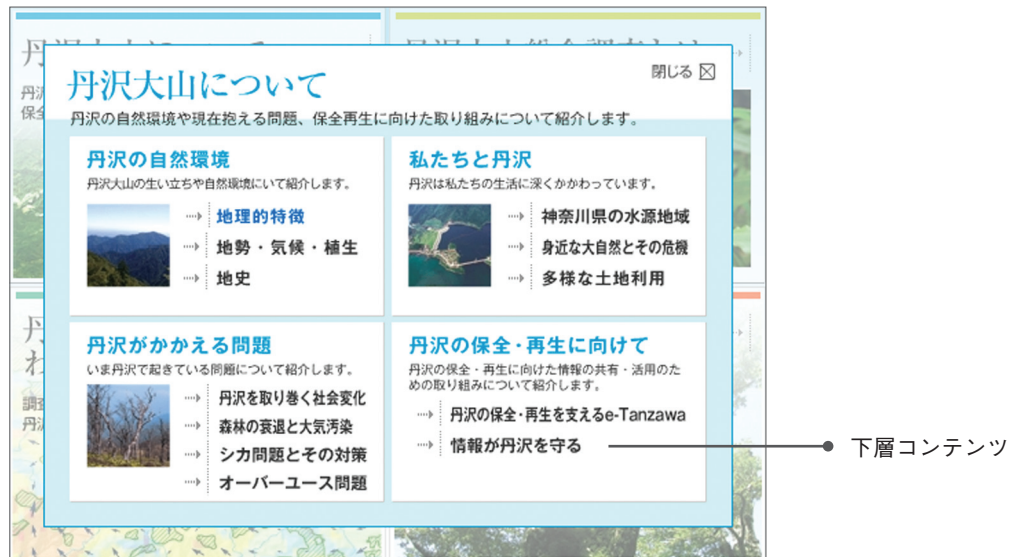 丹沢大山について
閉じる
丹沢の自然環境や現在抱える問題、保全再生に向けた取り組みについて紹介します。
丹沢の自然環境
丹沢大山の生い立ちや自然環境にいて紹介します。
地理的特徴
地勢・気候・植生
地史
私たちと丹沢
丹沢は私たちの生活に深くかかわっています。
神奈川県の水源地域
身近な大自然とその危機
多様な土地利用
丹沢がかかえる問題
いま丹沢で起きている問題について紹介します。
丹沢を取り巻く社会変化
森林の衰退と大気汚染
シカ問題とその対策
オーバーユース問題
丹沢の保全・再生に向けて
丹沢の保全・再生に向けた情報の共有・活用のた
めの取り組みについて紹介します。
丹沢の保全・再生を支えるe-Tanzawa
情報が丹沢を守る
下層コンテンツ